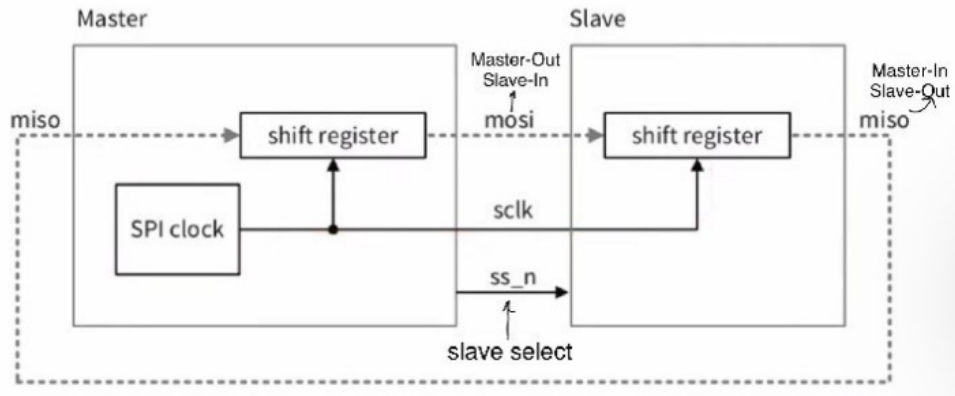 Master
Slave
Master-Out
Slave-In
Master-In
Slave-Out
miso
shift register
mosi
shift register
miso
SPI clock
sclk
ss_n
slave select